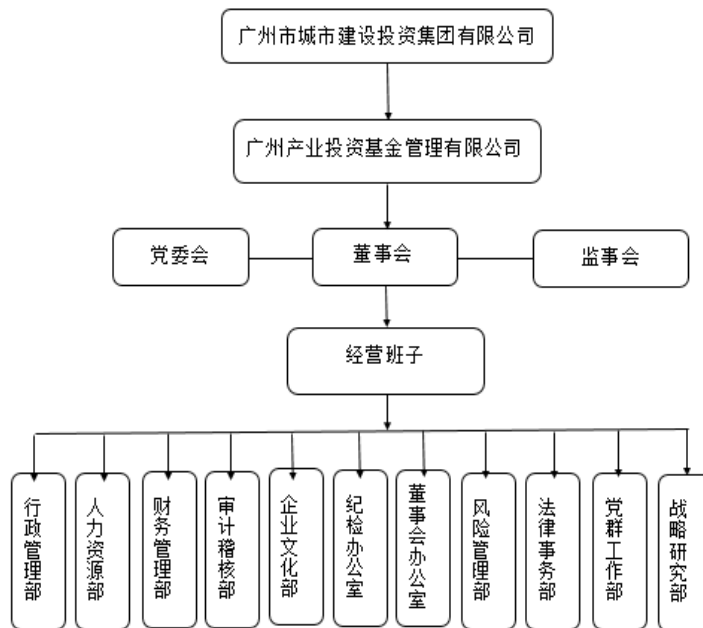 广州市城市建设投资集团有限公司
广州产业投资基金管理有限公司
党委会
董事会
监事会
经营班子
行政管理部
人力资源部
财务管理部
审计稽核部
企业文化部
纪检办公室
董事会办公室
风险管理部
法律事务部
党群工作部
战略研究部